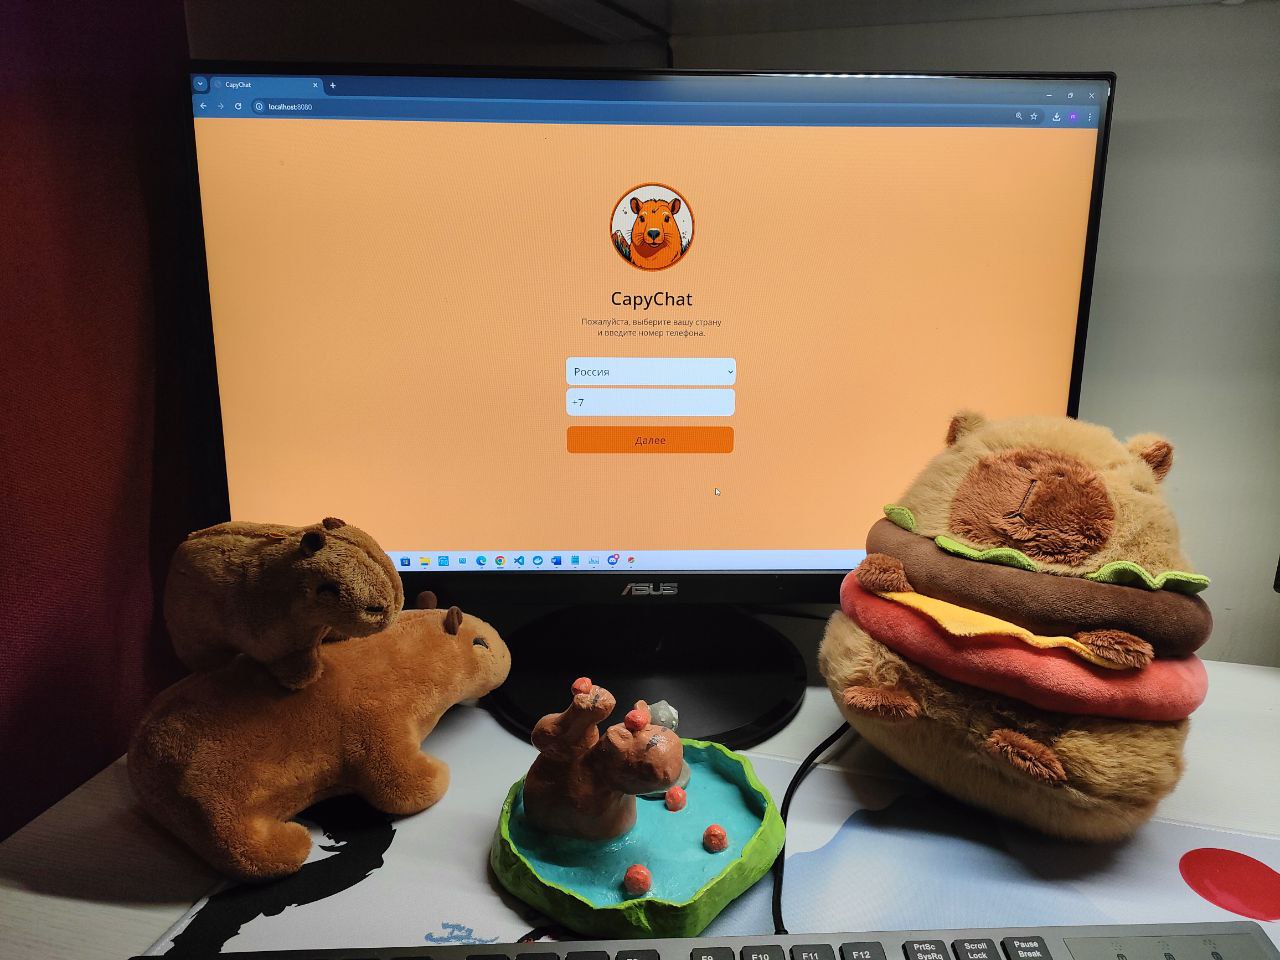 CapyChat
localhost:8080
CapyChat
Пожалуйста, выберите вашу страну
и введите номер телефона.
Россия
+7
Далее
ASUS
F9
F10
F11
F12
PrtSc
SysRq
Scroll
Lock
Pause
Break